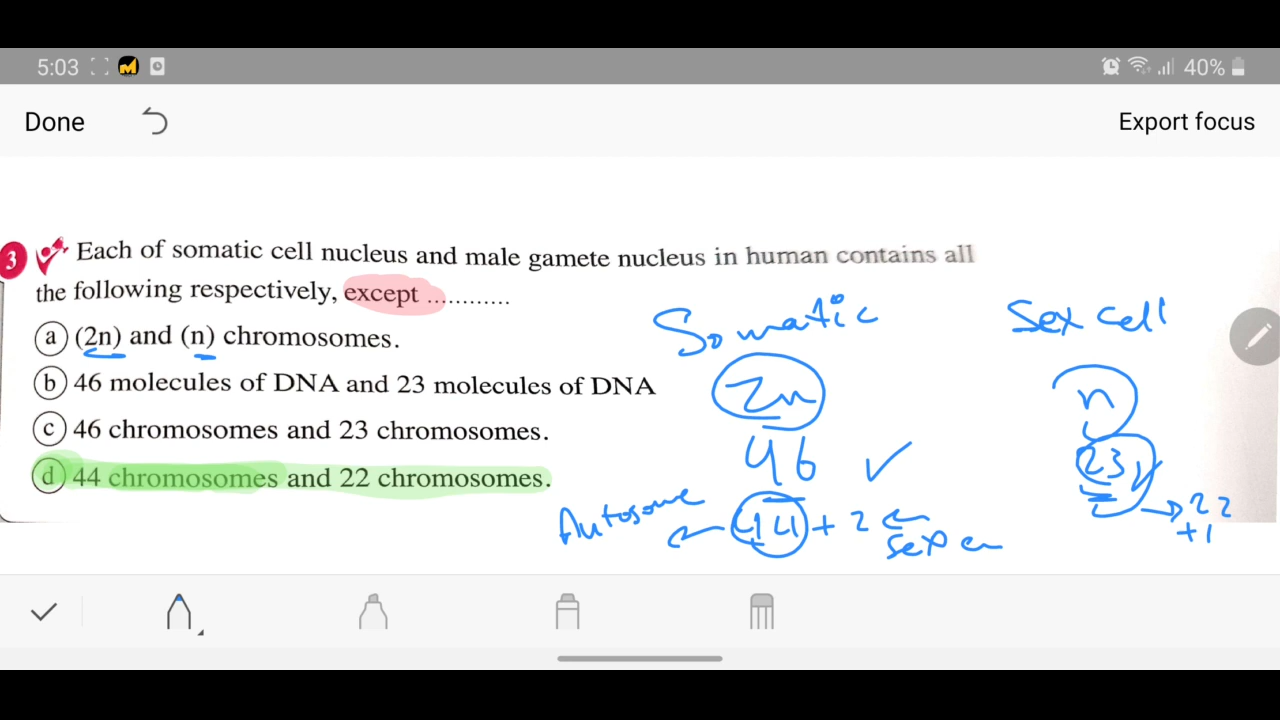 5:03 40%
Done Export focus
3 Each of somatic cell nucleus and male gamete nucleus in human contains all
the following respectively, except ............
a (2n) and (n) chromosomes.
b 46 molecules of DNA and 23 molecules of DNA
c 46 chromosomes and 23 chromosomes.
d 44 chromosomes and 22 chromosomes.
Somatic Sex cell
2n n
46 ✓ 23
Autosome ← 44 + 2 ← → 22
sex +1